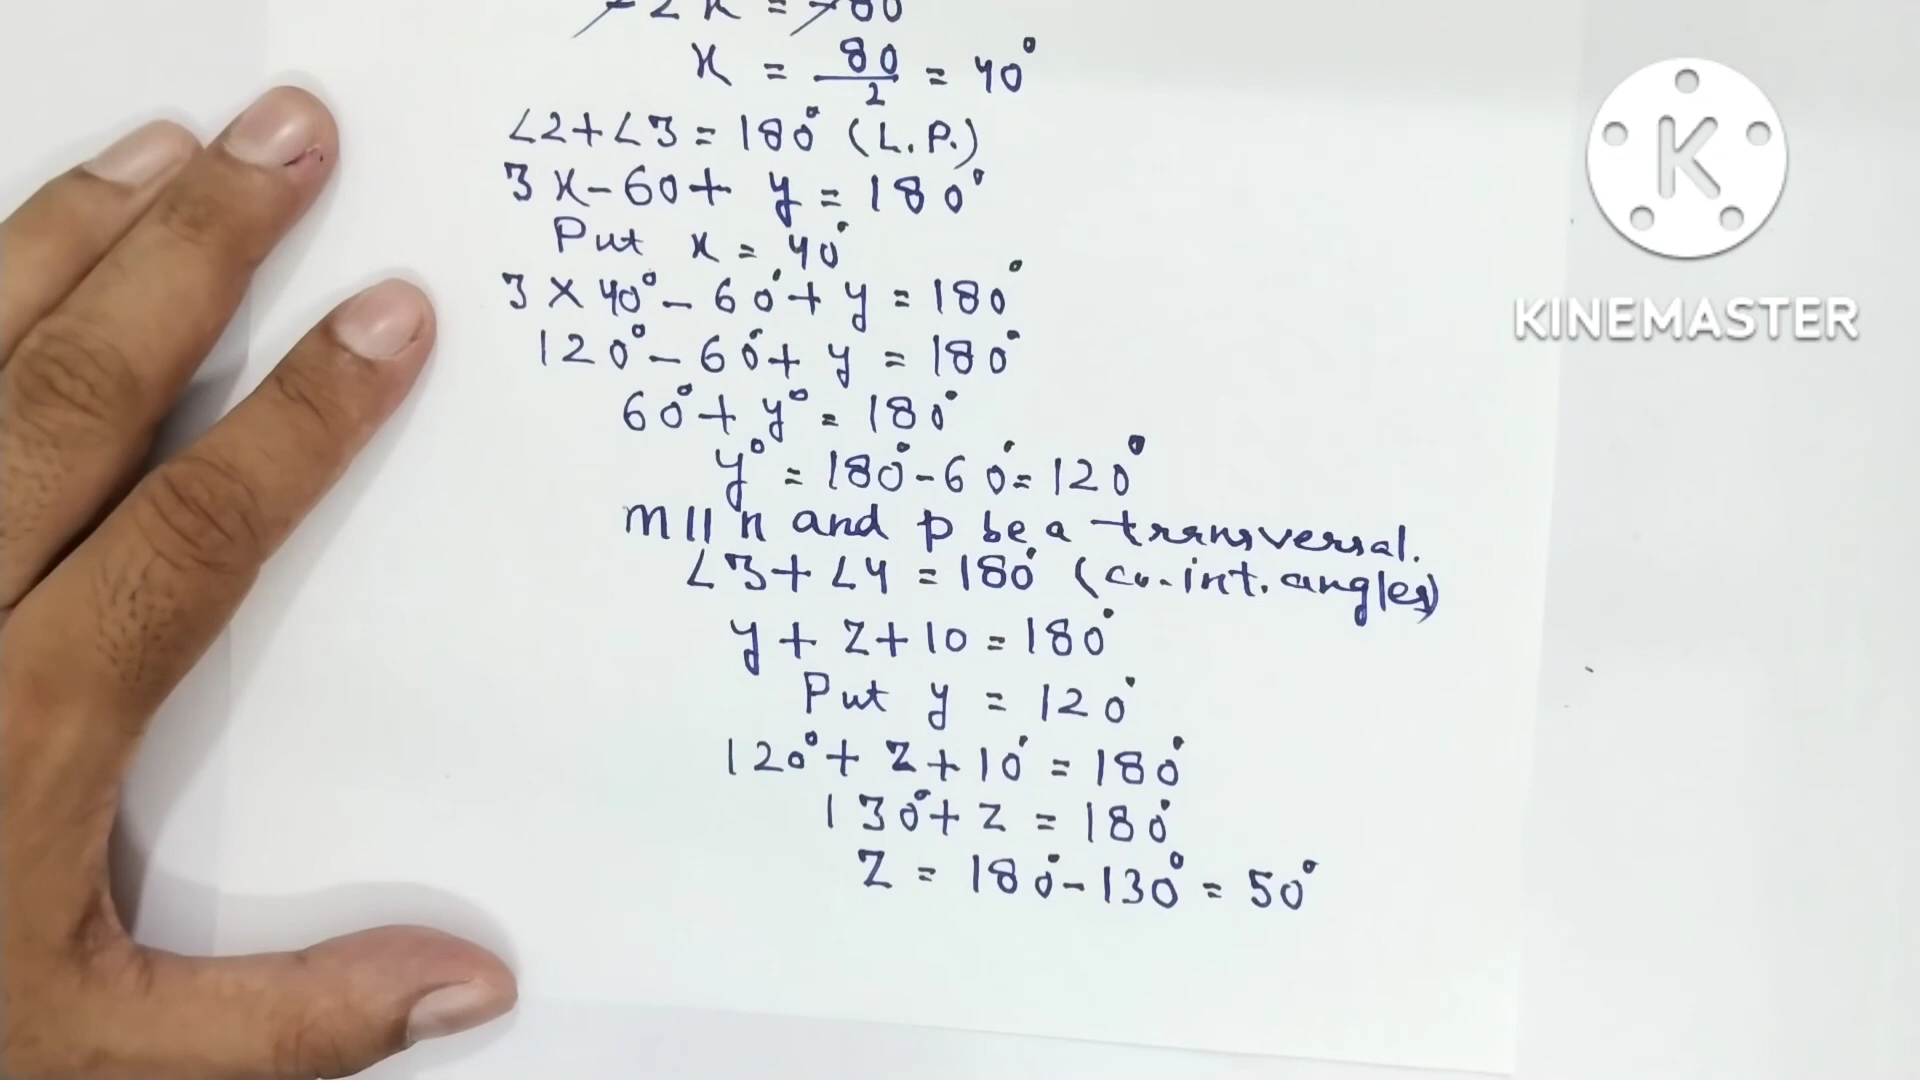 -2x = -80
x = 80/2 = 40°
∠2+∠3 = 180° (L.P.)
3x-60+ y = 180°
Put x = 40°
3 × 40° - 60° + y = 180°
120° - 60° + y = 180°
60° + y° = 180°
y° = 180° - 60° = 120°
m || n and p be a transversal.
∠3+∠4 = 180° (co-int. angles)
y + z+10 = 180°
Put y = 120°
120° + z + 10° = 180°
130° + z = 180°
z = 180° - 130° = 50°
K
KINEMASTER